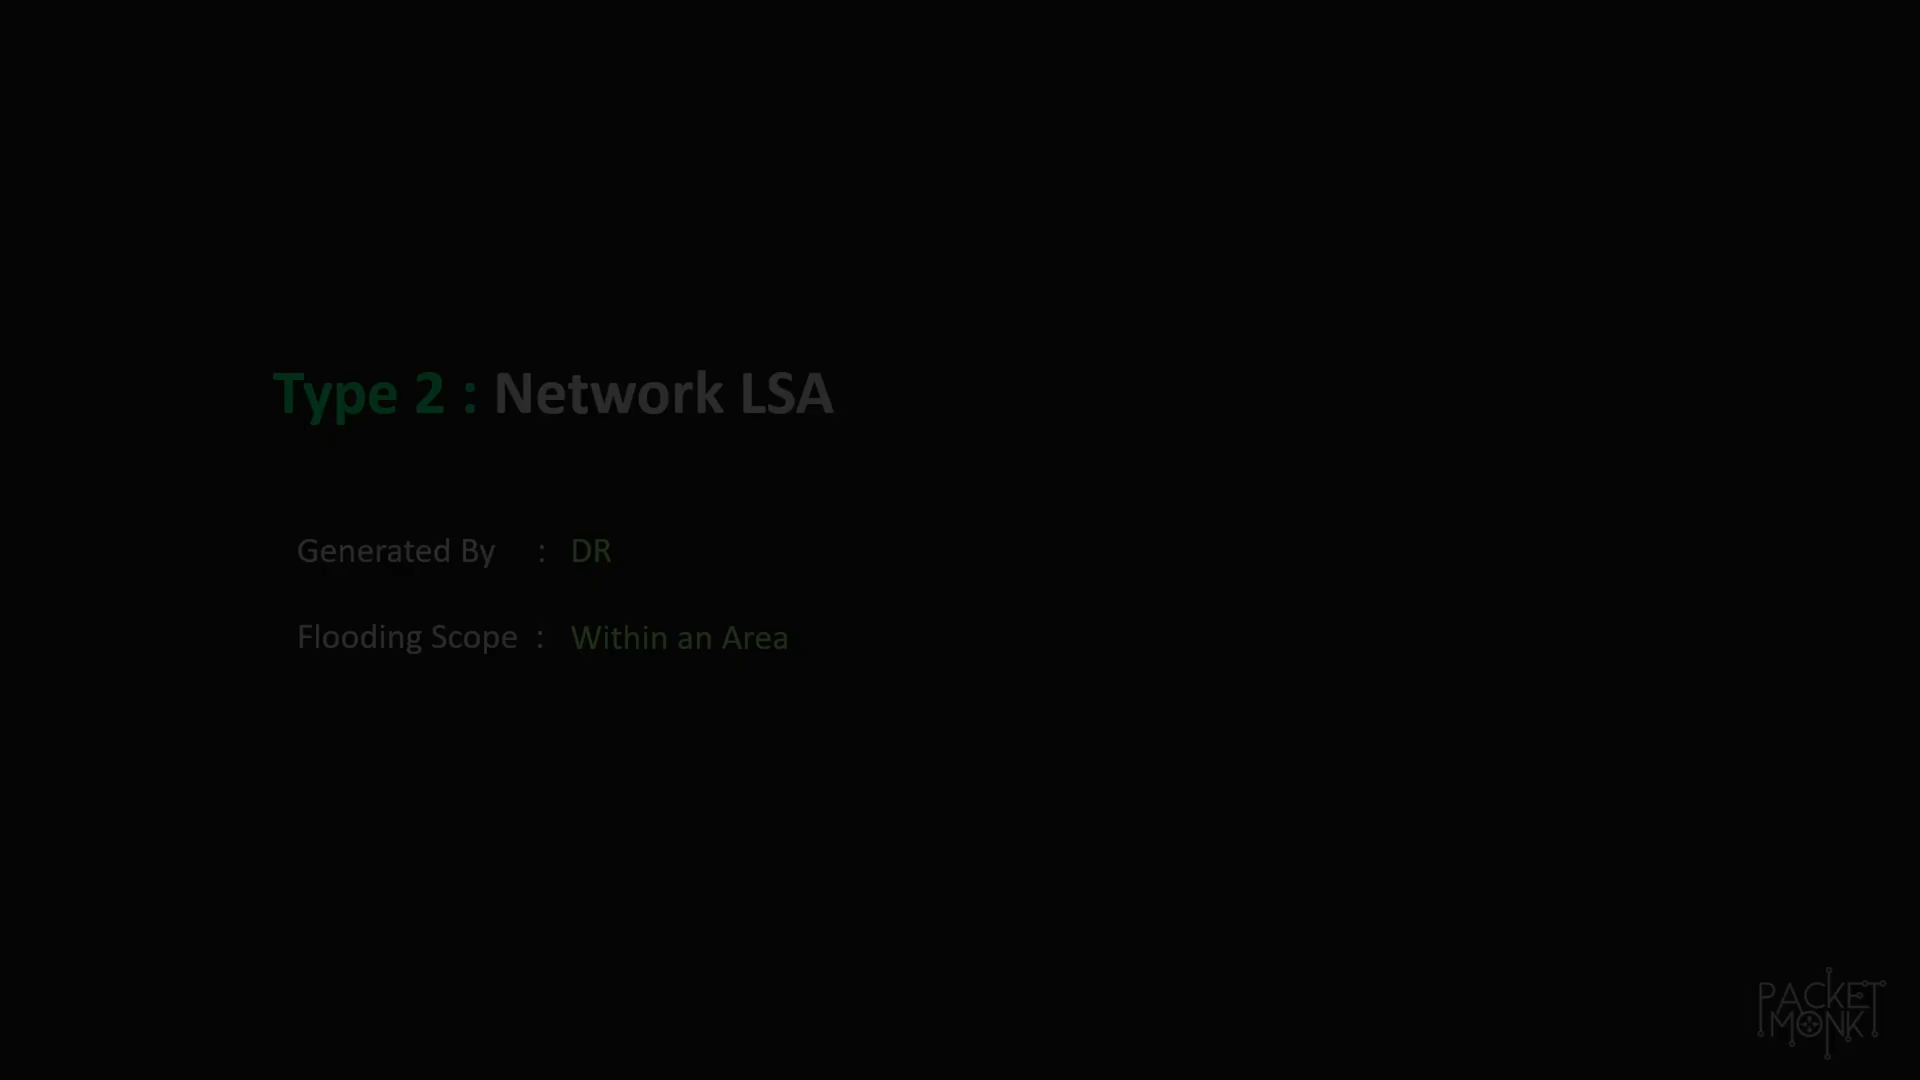 Type 2 : Network LSA
Generated By : DR
Flooding Scope : Within an Area
PACKET
MONK